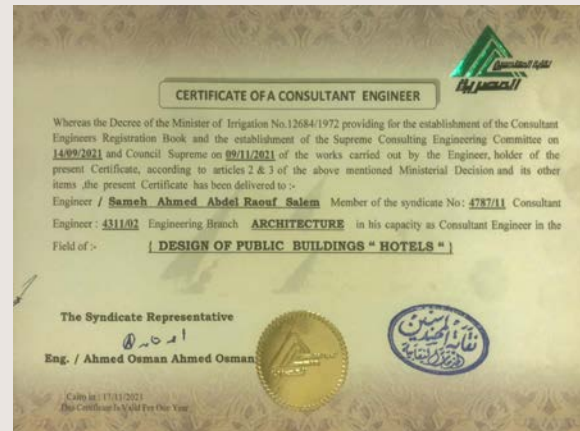 نقابة المهندسين
المصرية
CERTIFICATE OF A CONSULTANT ENGINEER
Whereas the Decree of the Minister of Irrigation No.12684/1972 providing for the establishment of the Consultant
Engineers Registration Book and the establishment of the Supreme Consulting Engineering Committee on
14/09/2021 and Council Supreme on 09/11/2021 of the works carried out by the Engineer, holder of the
present Certificate, according to articles 2 & 3 of the above mentioned Ministerial Decision and its other
items ,the present Certificate has been delivered to :-
Engineer / Sameh Ahmed Abdel Raouf Salem Member of the syndicate No: 4787/11 Consultant
Engineer : 4311/02 Engineering Branch ARCHITECTURE in his capacity as Consultant Engineer in the
Field of :- { DESIGN OF PUBLIC BUILDINGS " HOTELS " }
The Syndicate Representative
Eng. / Ahmed Osman Ahmed Osman
نقابة المهندسين
Cairo in : 17/11/2021
This Certificate Is Valid For One Year